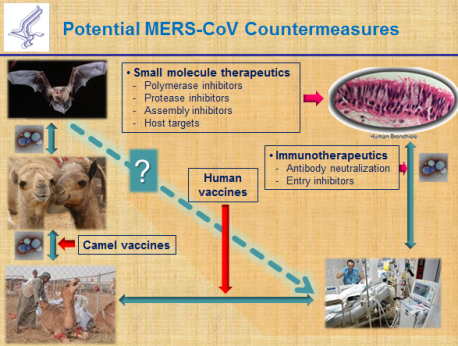 Potential MERS-CoV Countermeasures
• Small molecule therapeutics
- Polymerase inhibitors
- Protease inhibitors
- Assembly inhibitors
- Host targets
Human Bronchiole
?
• Immunotherapeutics
- Antibody neutralization
- Entry inhibitors
Human
vaccines
Camel vaccines